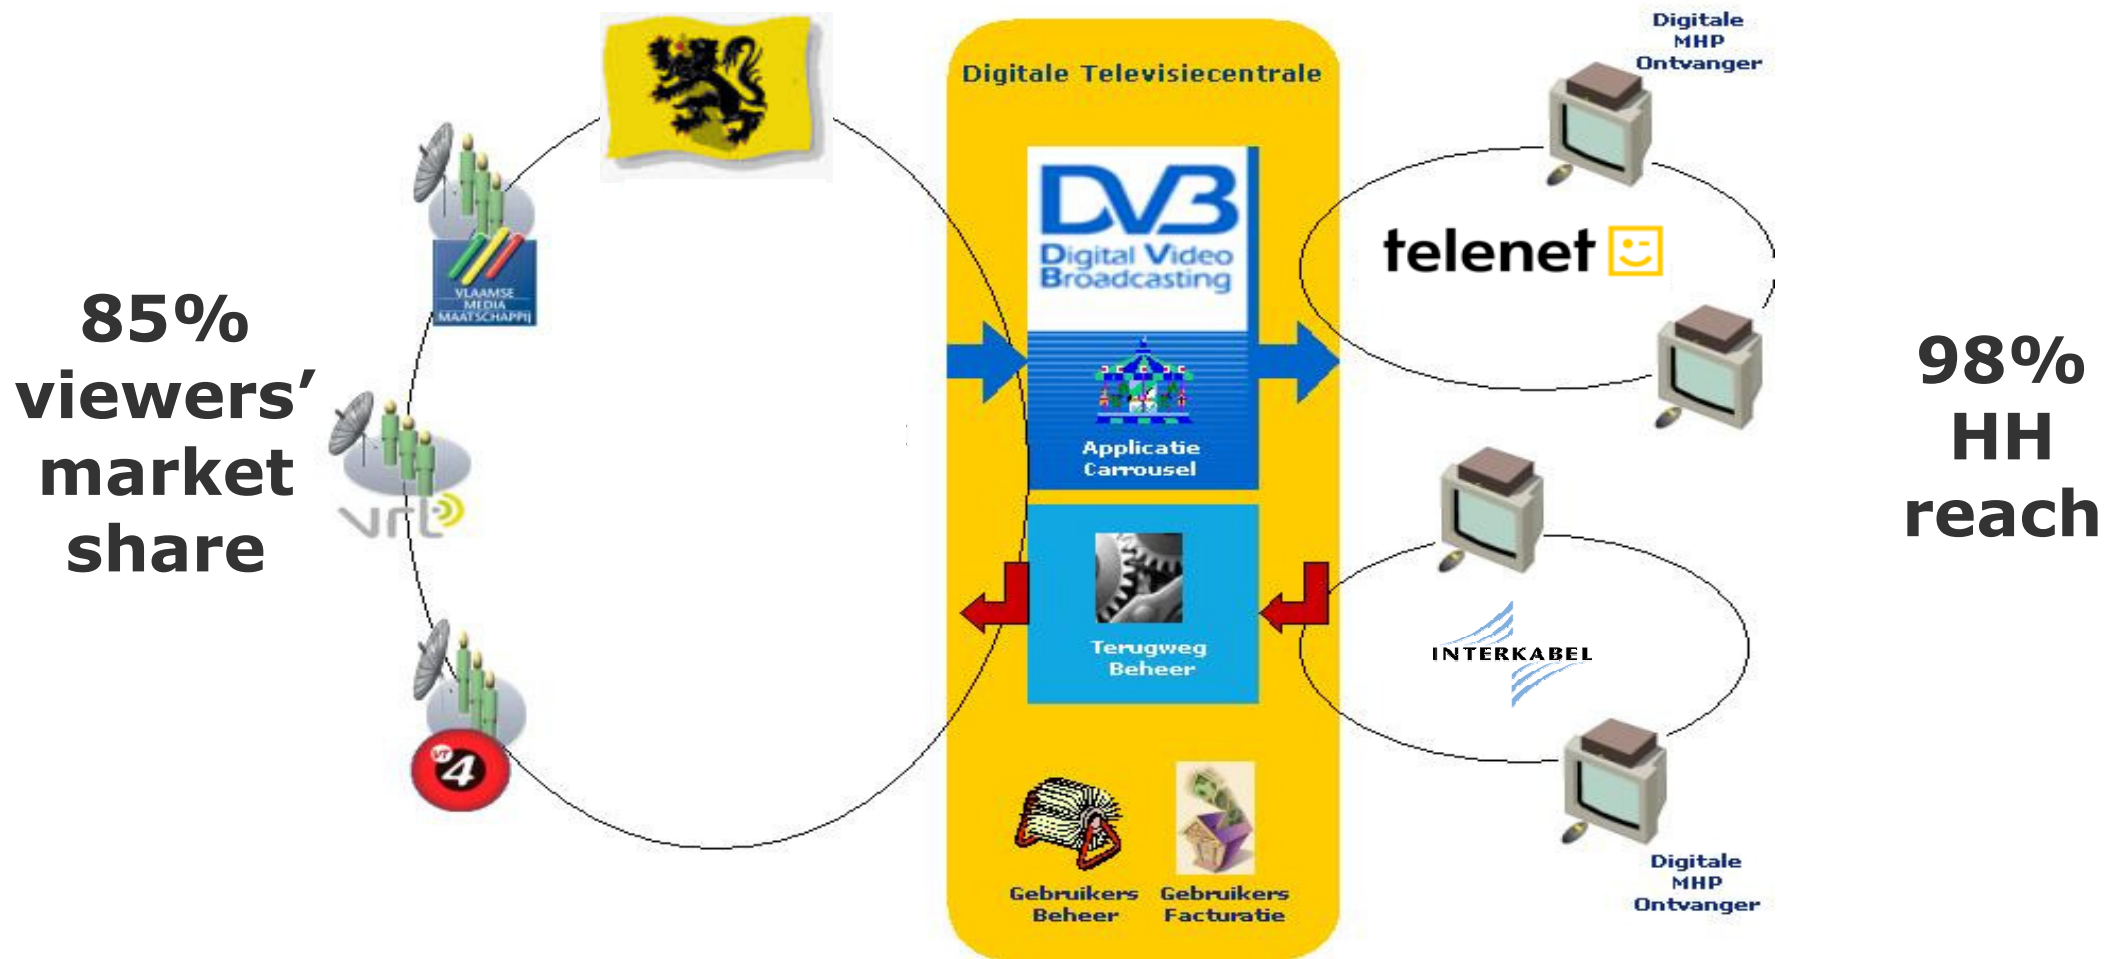 85%
viewers’
market
share
VLAAMSE
MEDIA
MAATSCHAPPIJ
vrt
VT
4
Digitale Televisiecentrale
DVB
Digital Video
Broadcasting
Applicatie
Carrousel
Terugweg
Beheer
Gebruikers
Beheer
Gebruikers
Facturatie
Digitale
MHP
Ontvanger
telenet
INTERKABEL
Digitale
MHP
Ontvanger
98%
HH
reach